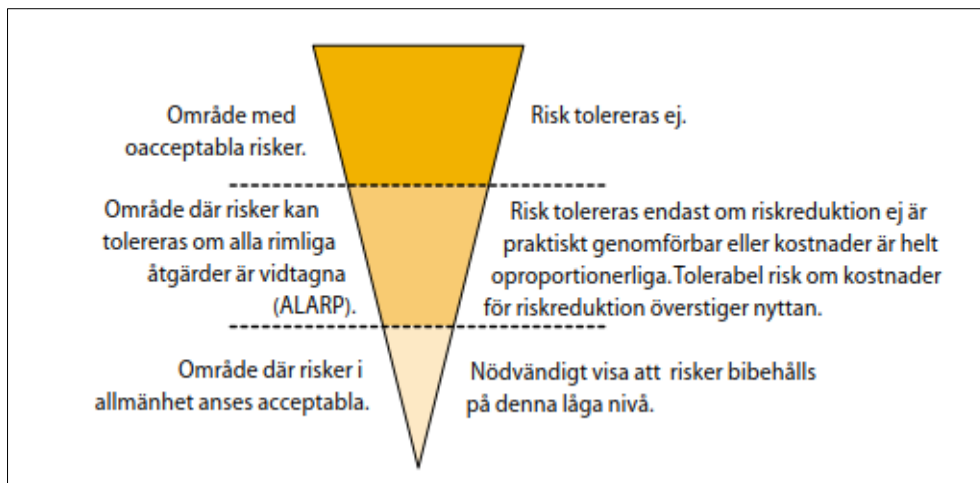 Område med
oacceptabla risker.
Risk tolereras ej.
Område där risker kan
tolereras om alla rimliga
åtgärder är vidtagna
(ALARP).
Risk tolereras endast om riskreduktion ej är
praktiskt genomförbar eller kostnader är helt
oproportionerliga.Tolerabel risk om kostnader
för riskreduktion överstiger nyttan.
Område där risker i
allmänhet anses acceptabla.
Nödvändigt visa att risker bibehålls
på denna låga nivå.